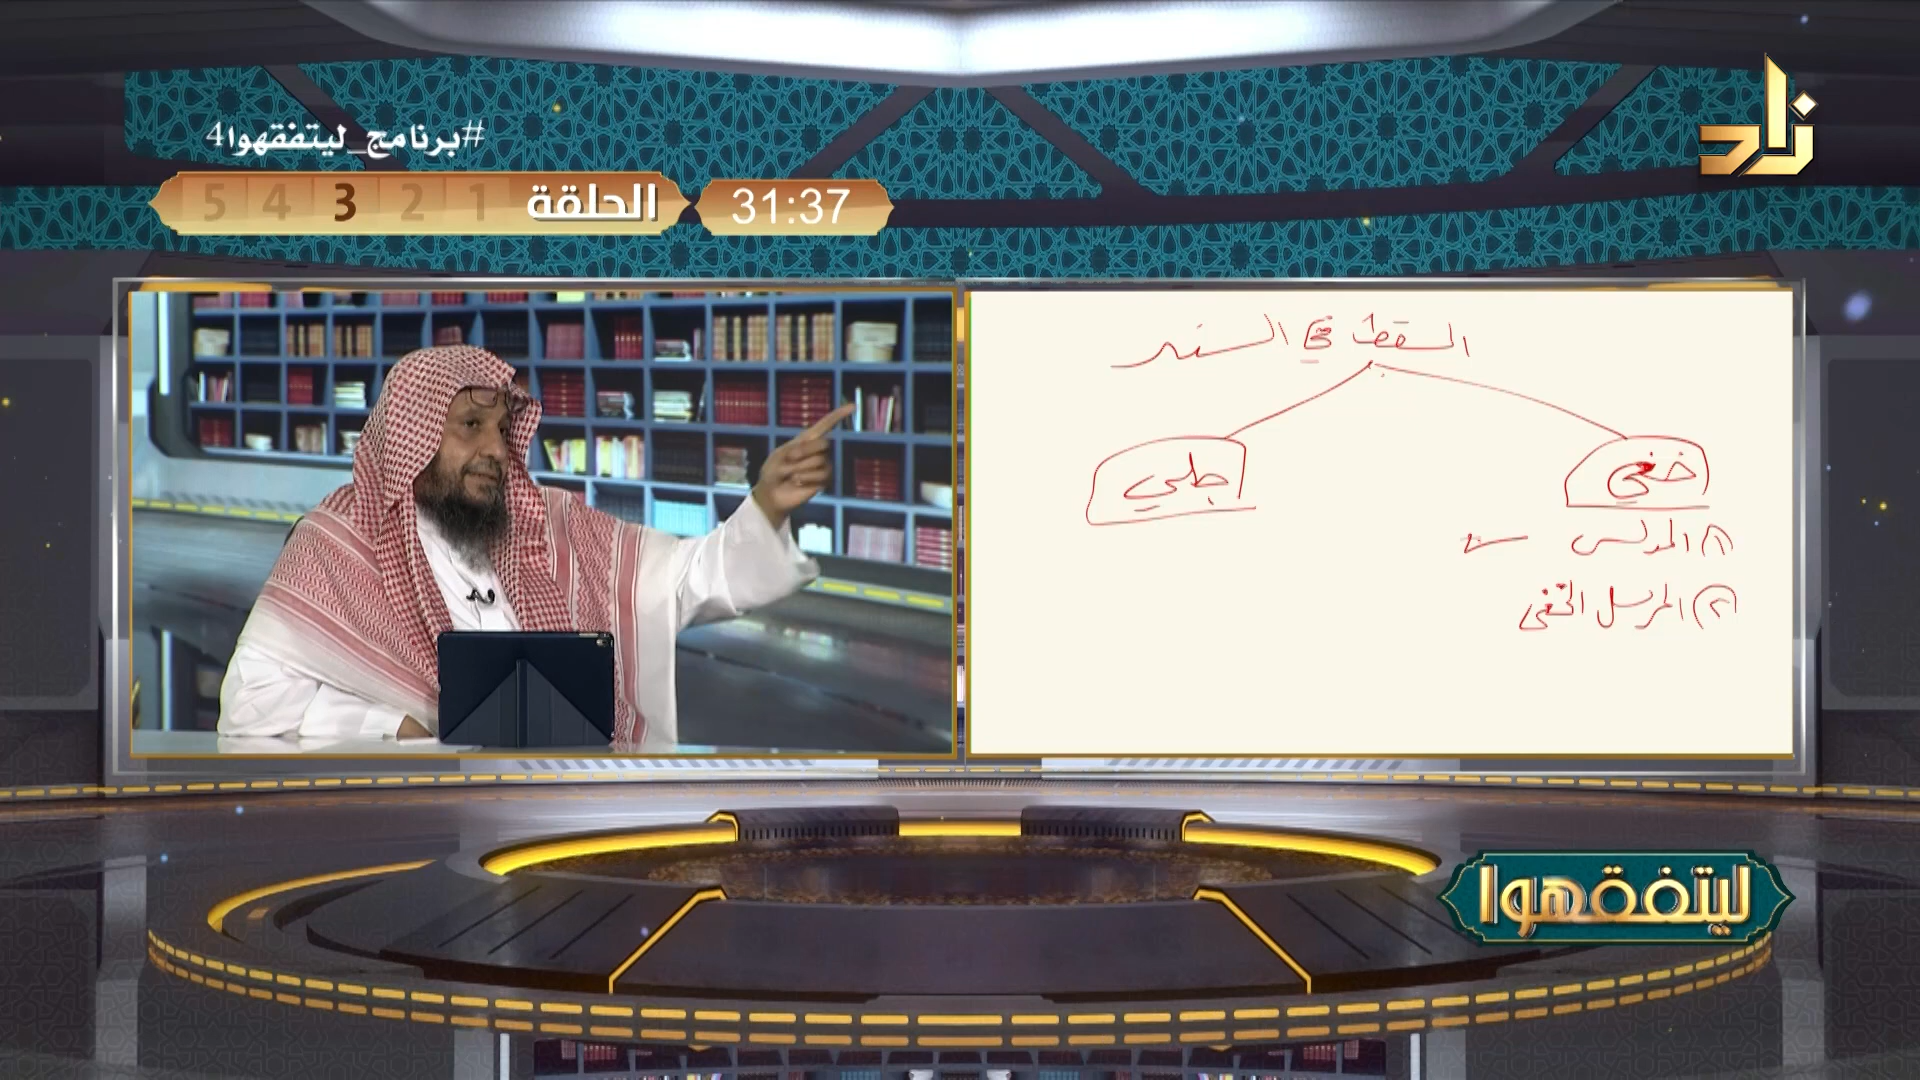 #برنامج_ليتفقهوا4
زاد
الحلقة 1 2 3 4 5
31:37
السقط في السند
خفي
جلي
١) المدلس
٢) المرسل الخفي
ليتفقهوا